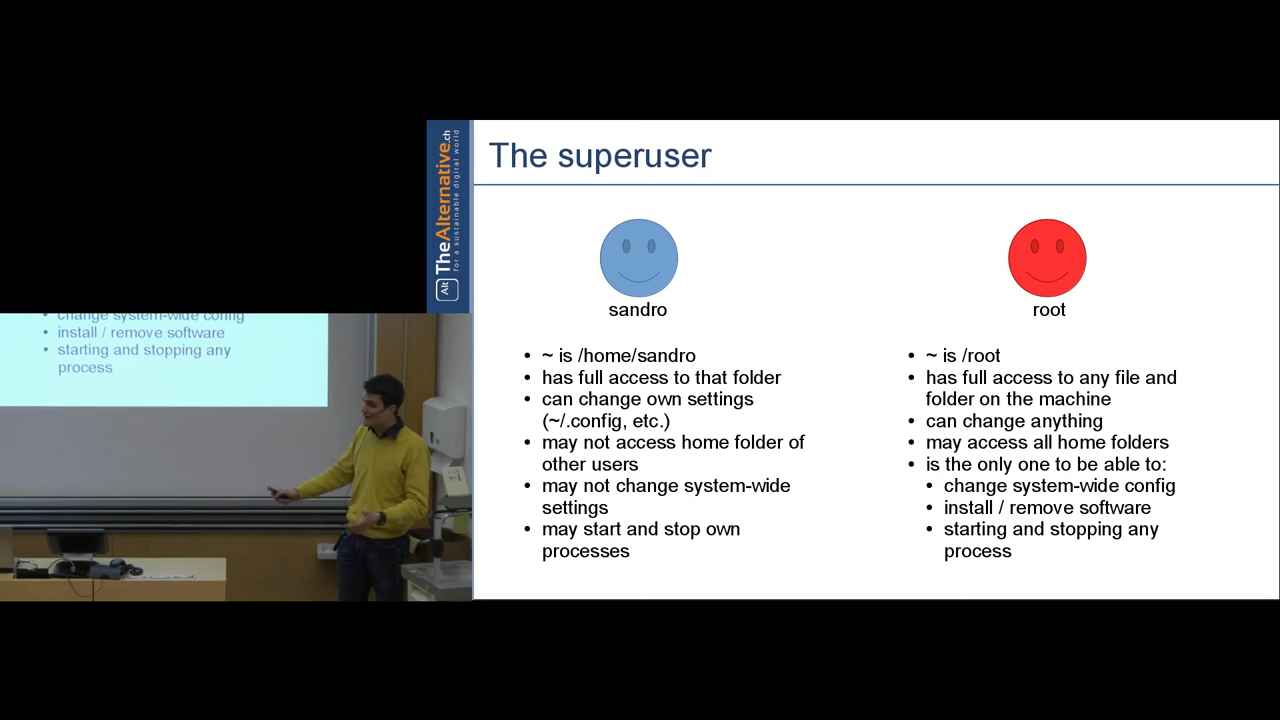 The superuser
Alt TheAlternative.ch
for a sustainable digital world
sandro
• ~ is /home/sandro
• has full access to that folder
• can change own settings
(~/.config, etc.)
• may not access home folder of
other users
• may not change system-wide
settings
• may start and stop own
processes
root
• ~ is /root
• has full access to any file and
folder on the machine
• can change anything
• may access all home folders
• is the only one to be able to:
• change system-wide config
• install / remove software
• starting and stopping any
process
• change system-wide config
• install / remove software
• starting and stopping any
process